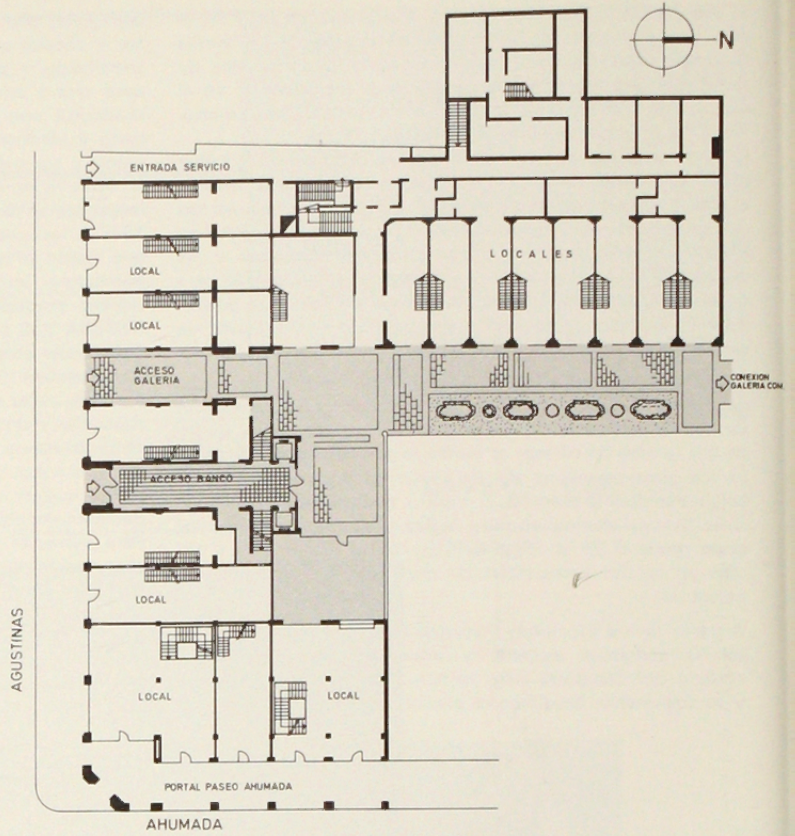 N
ENTRADA SERVICIO
LOCAL
LOCALES
LOCAL
ACCESO
GALERIA
CONEXION
GALERIA COM.
ACCESO BANCO
LOCAL
AGUSTINAS
LOCAL
LOCAL
PORTAL PASEO AHUMADA
AHUMADA